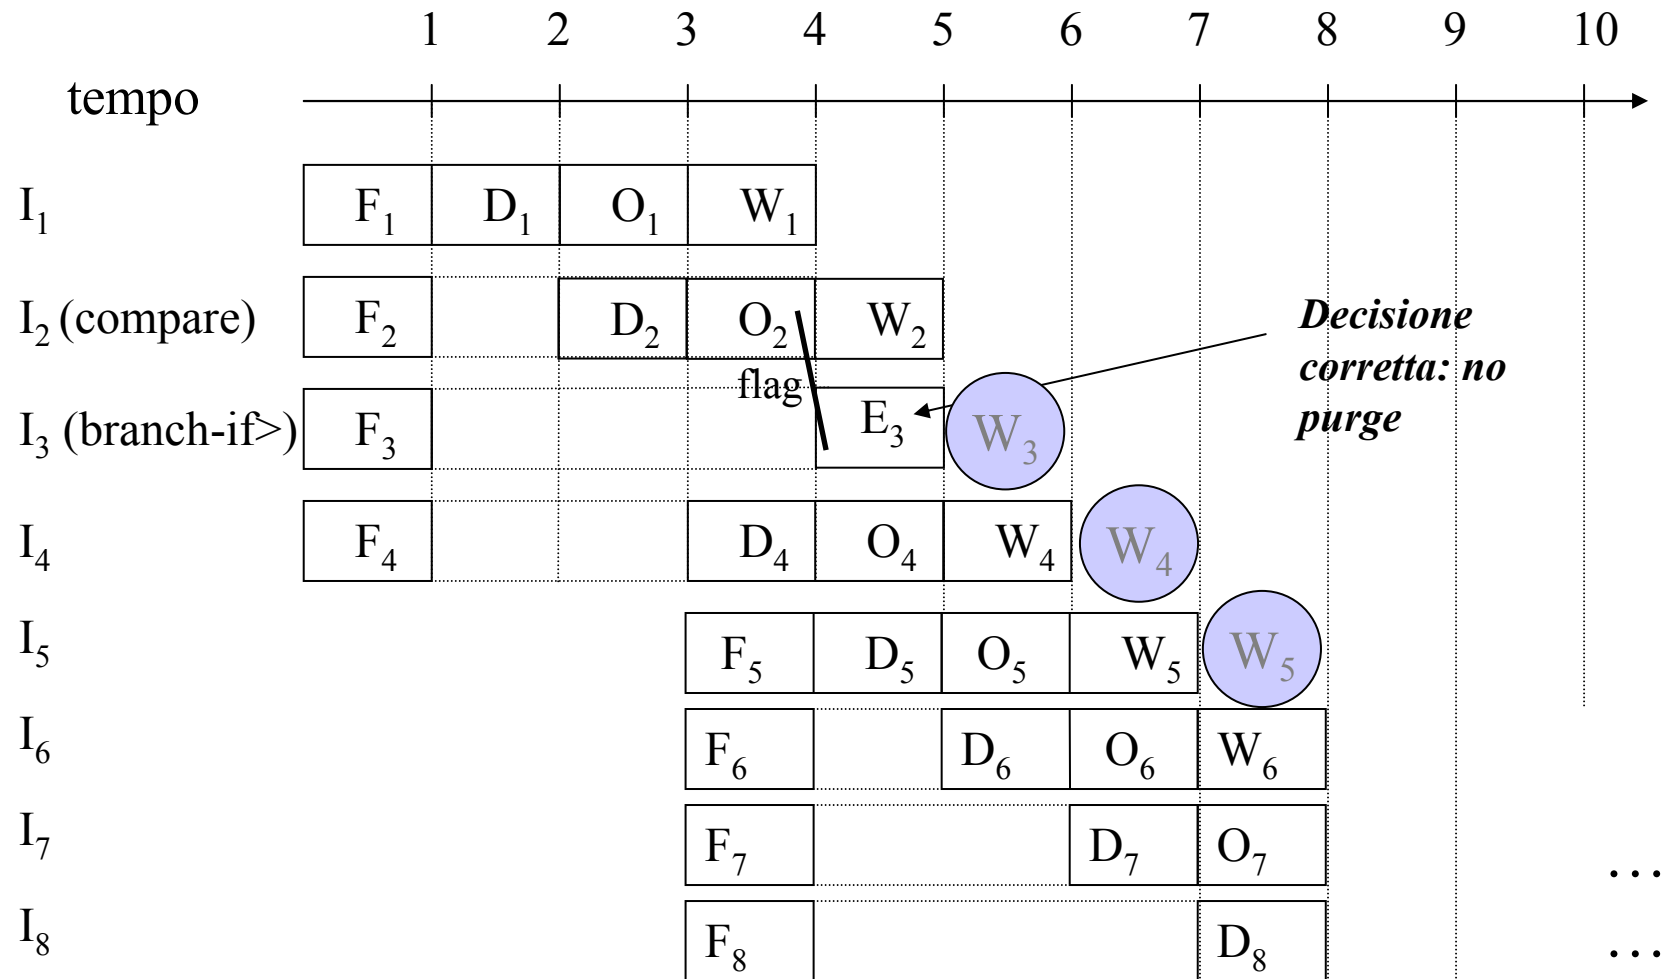 1 2 3 4 5 6 7 8 9 10
tempo
I₁ F₁ D₁ O₁ W₁
I₂ (compare) F₂ D₂ O₂ W₂
flag
I₃ (branch-if>) F₃ E₃ W₃
Decisione
corretta: no
purge
I₄ F₄ D₄ O₄ W₄ W₄
I₅ F₅ D₅ O₅ W₅ W₅
I₆ F₆ D₆ O₆ W₆
I₇ F₇ D₇ O₇ ...
I₈ F₈ D₈ ...